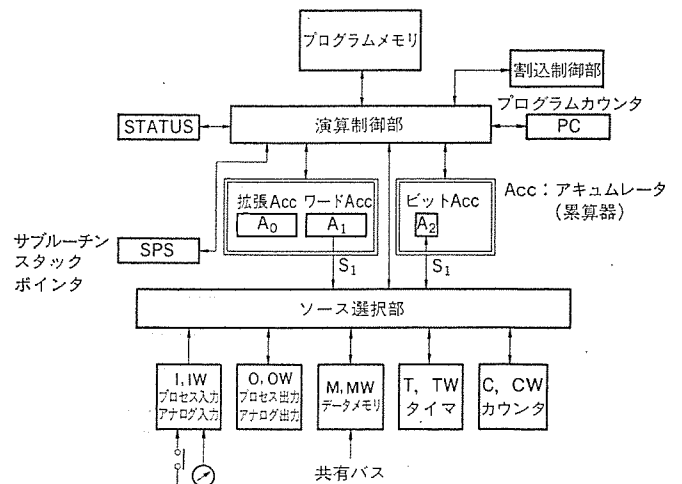 プログラムメモリ
割込制御部
プログラムカウンタ
STATUS
演算制御部
PC
拡張Acc ワードAcc
ビットAcc
Acc:アキュムレータ
(累算器)
A0
A1
A2
サブルーチン
スタック
ポインタ
SPS
S1
S1
ソース選択部
I, IW
プロセス入力
アナログ入力
O, OW
プロセス出力
アナログ出力
M, MW
データメモリ
T, TW
タイマ
C, CW
カウンタ
共有バス